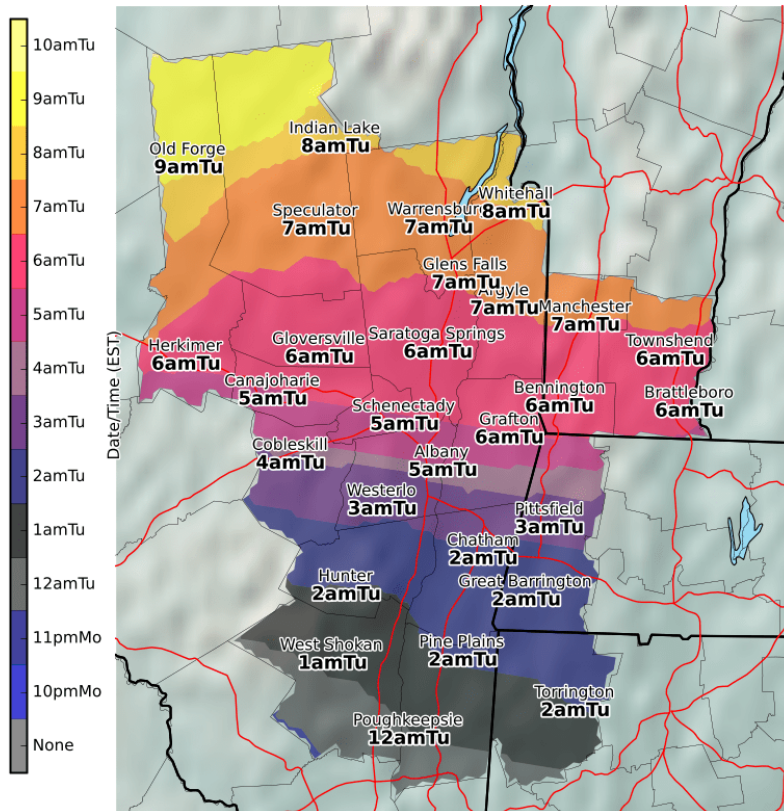 10amTu
9amTu
8amTu
7amTu
6amTu
5amTu
4amTu
3amTu
2amTu
1amTu
12amTu
11pmMo
10pmMo
None
Date/Time (EST)
Old Forge
9amTu
Indian Lake
8amTu
Speculator
7amTu
Warrensburg
7amTu
Whitehall
8amTu
Glens Falls
7amTu
Argyle
7amTu
Manchester
7amTu
Herkimer
6amTu
Gloversville
6amTu
Saratoga Springs
6amTu
Townshend
6amTu
Canajoharie
5amTu
Schenectady
5amTu
Bennington
6amTu
Brattleboro
6amTu
Grafton
6amTu
Cobleskill
4amTu
Albany
5amTu
Westerlo
3amTu
Pittsfield
3amTu
Chatham
2amTu
Hunter
2amTu
Great Barrington
2amTu
West Shokan
1amTu
Pine Plains
2amTu
Torrington
2amTu
Poughkeepsie
12amTu